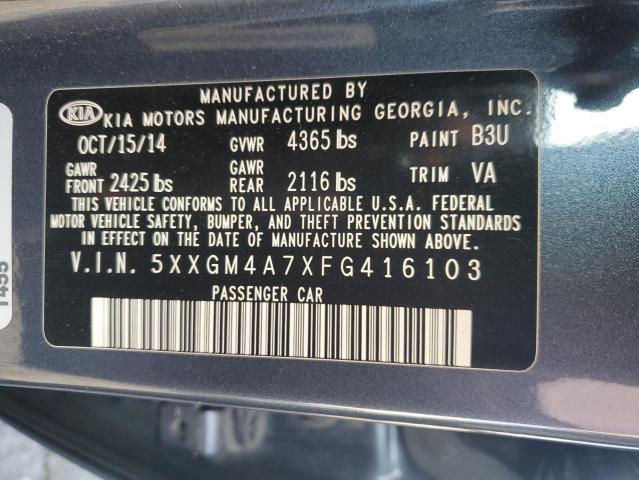 MANUFACTURED BY
KIA KIA MOTORS MANUFACTURING GEORGIA, INC.
OCT/15/14 GVWR 4365 lbs PAINT B3U
GAWR FRONT 2425 lbs GAWR REAR 2116 lbs TRIM VA
THIS VEHICLE CONFORMS TO ALL APPLICABLE U.S.A. FEDERAL
MOTOR VEHICLE SAFETY, BUMPER, AND THEFT PREVENTION STANDARDS
IN EFFECT ON THE DATE OF MANUFACTURE SHOWN ABOVE.
V.I.N. 5XXGM4A7XFG416103
PASSENGER CAR